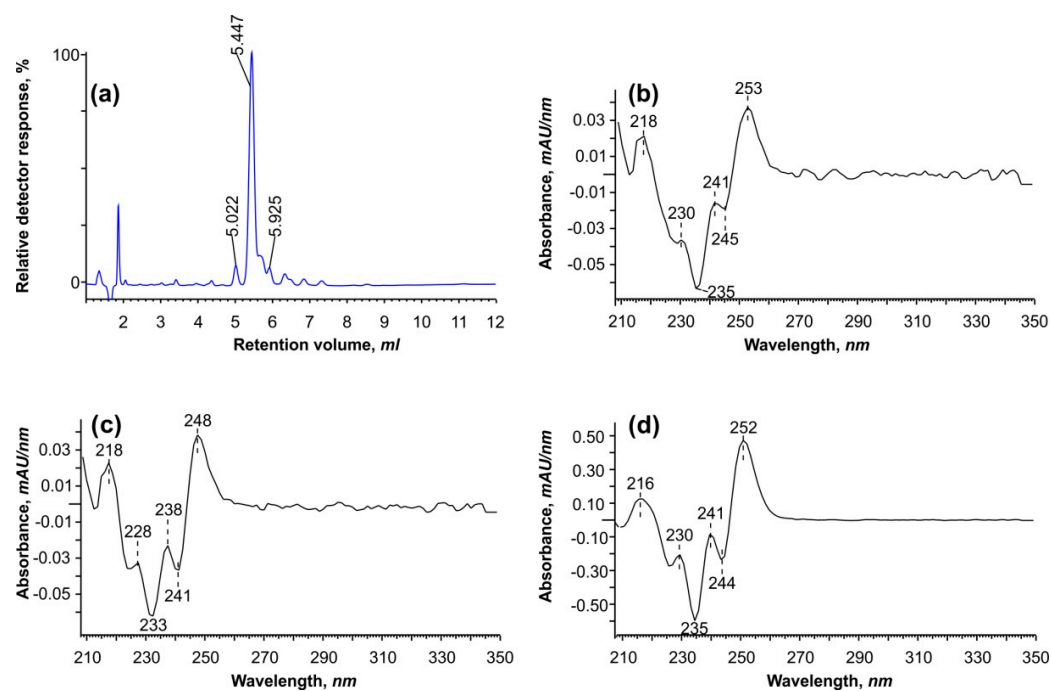 (a)
Relative detector response, %
100
0
5.447
5.022
5.925
2 3 4 5 6 7 8 9 10 11 12
Retention volume, ml
(b)
Absorbance, mAU/nm
0.03
0.01
-0.01
-0.03
-0.05
218
230
235
241
245
253
210 230 250 270 290 310 330 350
Wavelength, nm
(c)
Absorbance, mAU/nm
0.03
0.01
-0.01
-0.03
-0.05
218
228
233
238
241
248
210 230 250 270 290 310 330 350
Wavelength, nm
(d)
Absorbance, mAU/nm
0.50
0.30
0.10
-0.10
-0.30
-0.50
216
230
235
241
244
252
210 230 250 270 290 310 330 350
Wavelength, nm